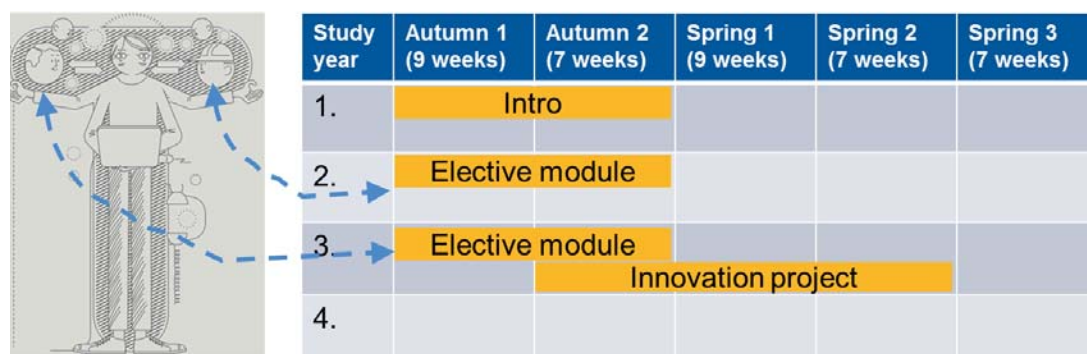 Study year
Autumn 1 (9 weeks)
Autumn 2 (7 weeks)
Spring 1 (9 weeks)
Spring 2 (7 weeks)
Spring 3 (7 weeks)
1.
Intro
2.
Elective module
3.
Elective module
Innovation project
4.